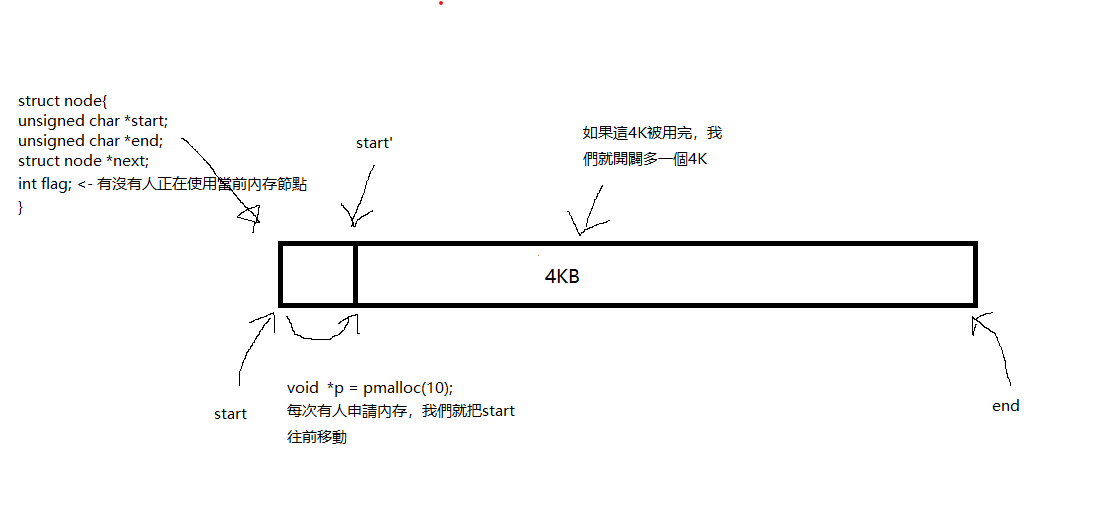 struct node{
unsigned char *start;
unsigned char *end;
struct node *next;
int flag; <- 有沒有人正在使用當前內存節點
}
start'
如果這4K被用完，我
們就開闢多一個4K
4KB
start
void  *p = pmalloc(10);
每次有人申請內存，我們就把start
往前移動
end